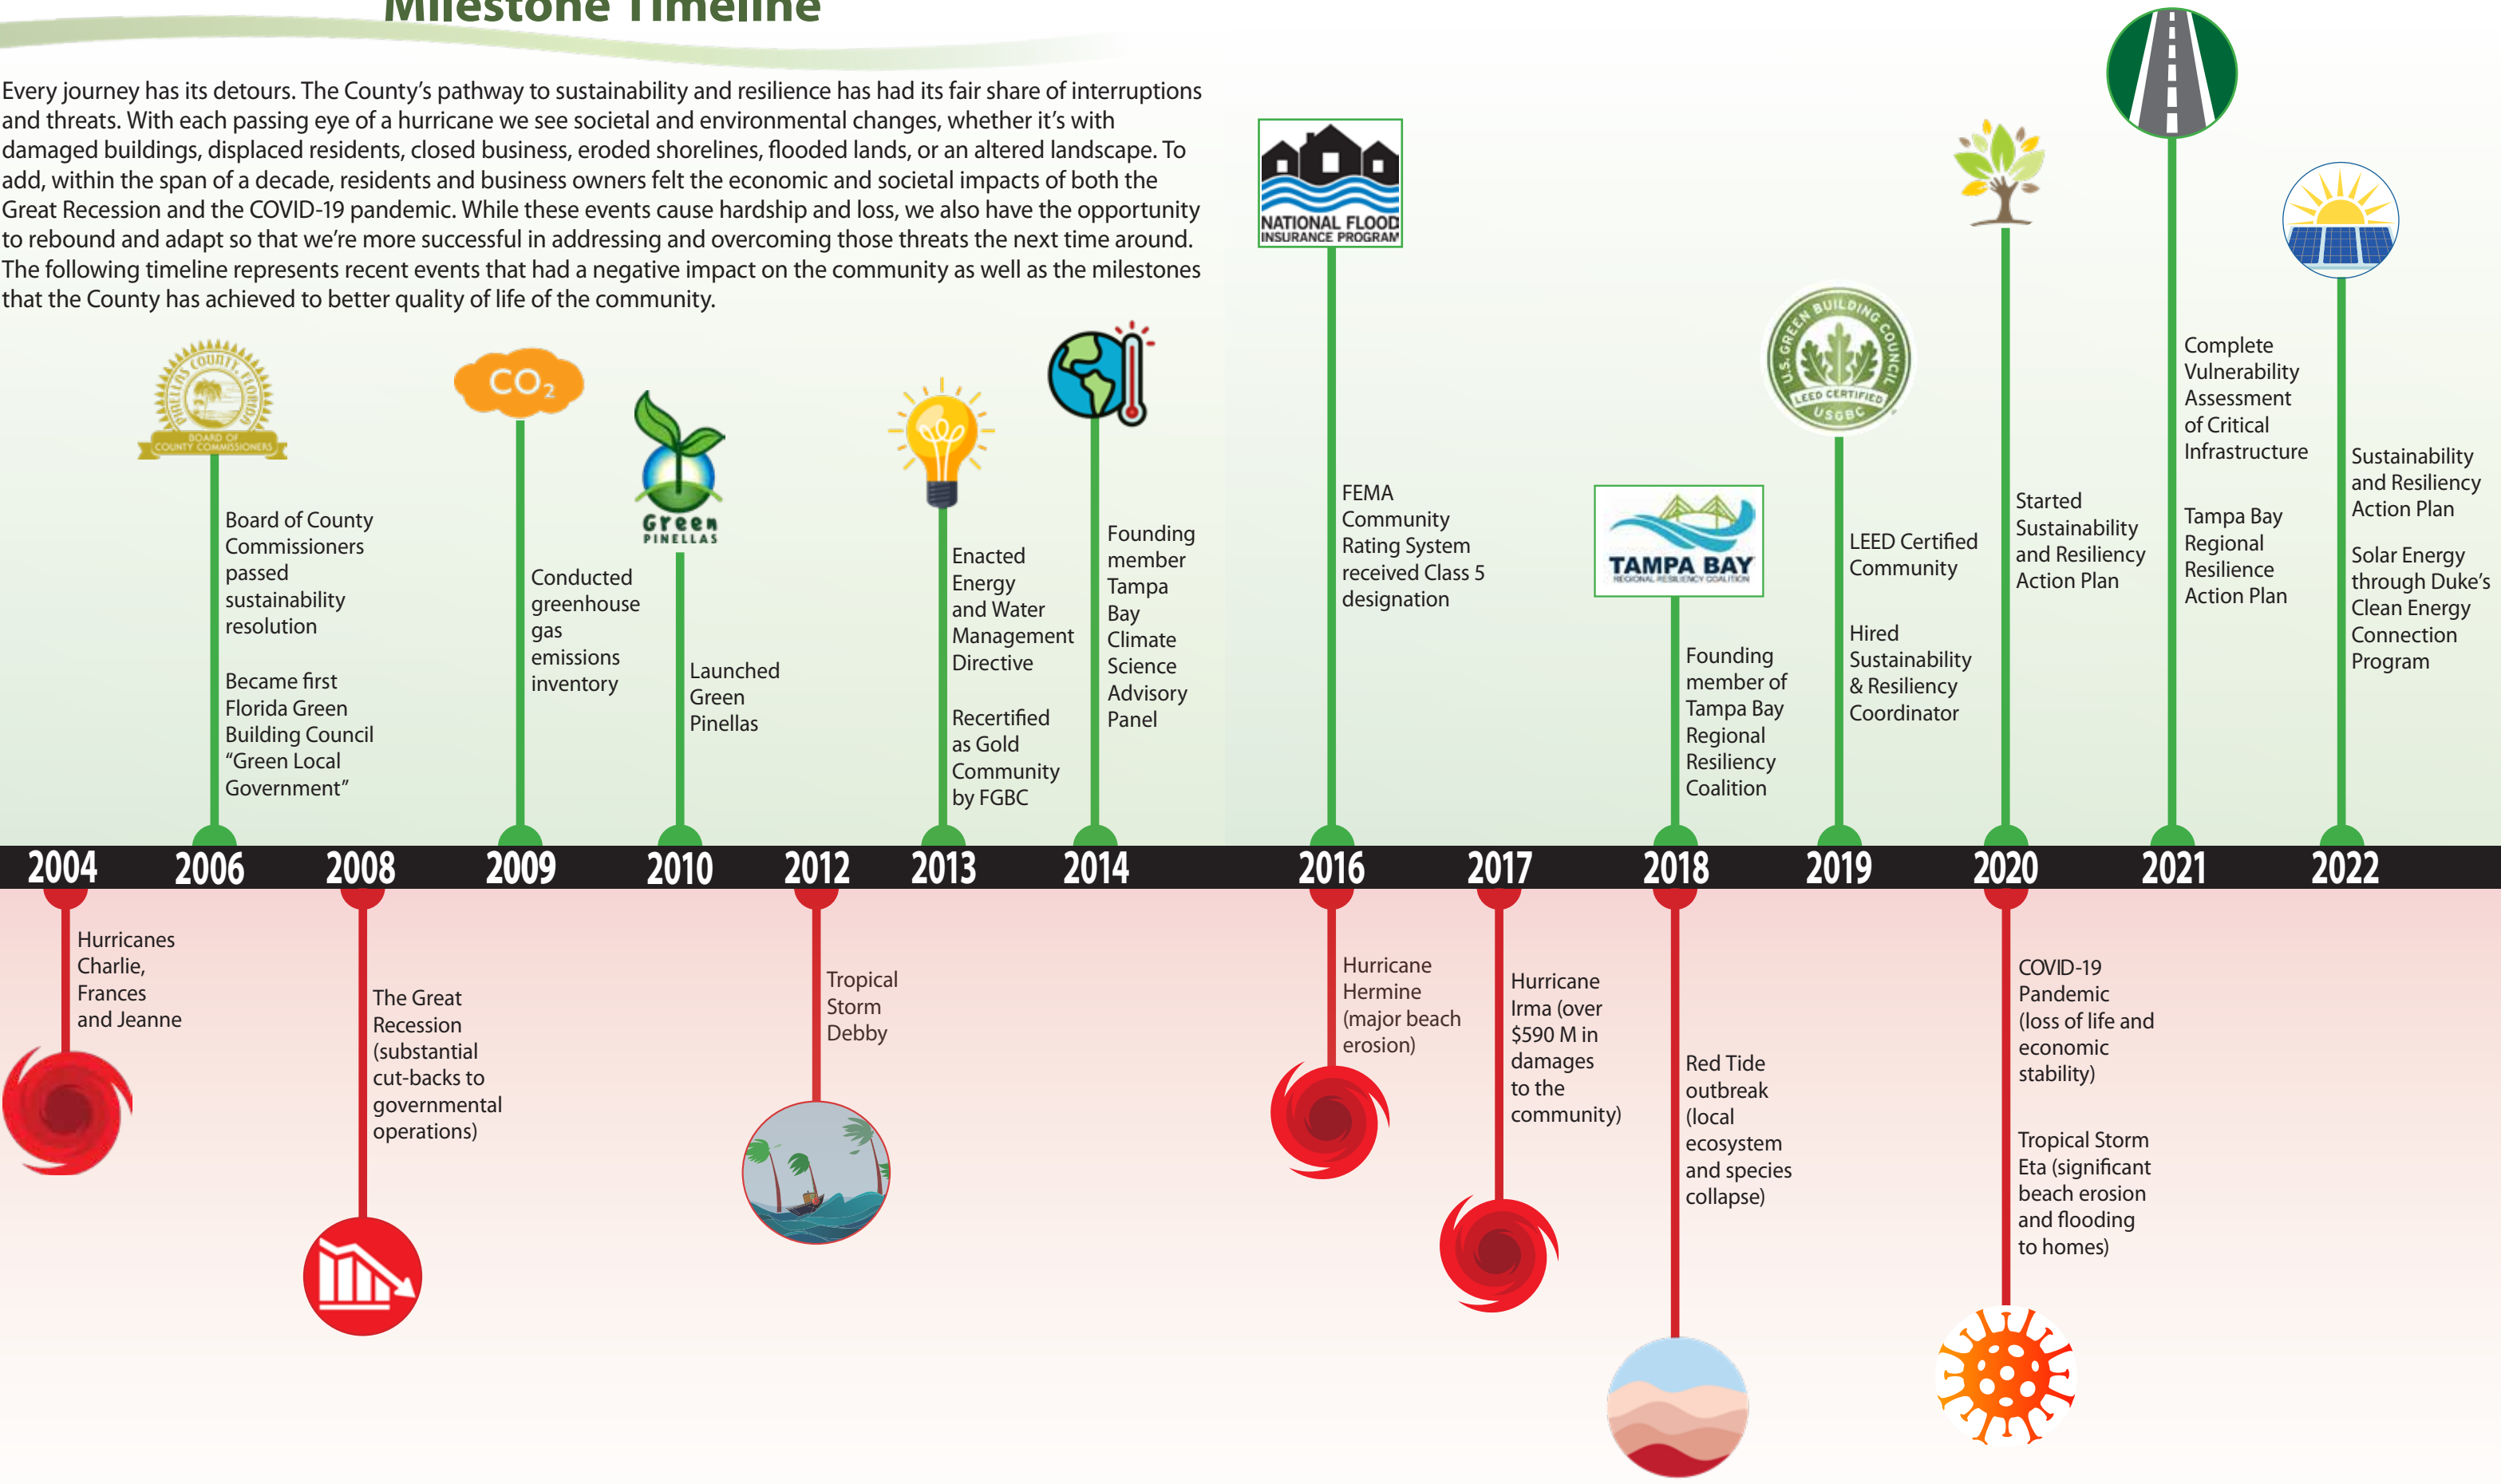 Milestone Timeline
Every journey has its detours. The County's pathway to sustainability and resilience has had its fair share of interruptions
and threats. With each passing eye of a hurricane we see societal and environmental changes, whether it's with
damaged buildings, displaced residents, closed business, eroded shorelines, flooded lands, or an altered landscape. To
add, within the span of a decade, residents and business owners felt the economic and societal impacts of both the
Great Recession and the COVID-19 pandemic. While these events cause hardship and loss, we also have the opportunity
to rebound and adapt so that we're more successful in addressing and overcoming those threats the next time around.
The following timeline represents recent events that had a negative impact on the community as well as the milestones
that the County has achieved to better quality of life of the community.
PINELLAS COUNTY, FLORIDA
BOARD OF
COUNTY COMMISSIONERS
Board of County
Commissioners
passed
sustainability
resolution
Became first
Florida Green
Building Council
“Green Local
Government”
CO₂
Conducted
greenhouse
gas
emissions
inventory
Green
PINELLAS
Launched
Green
Pinellas
Enacted
Energy
and Water
Management
Directive
Recertified
as Gold
Community
by FGBC
Founding
member
Tampa
Bay
Climate
Science
Advisory
Panel
NATIONAL FLOOD
INSURANCE PROGRAM
FEMA
Community
Rating System
received Class 5
designation
TAMPA BAY
REGIONAL RESILIENCY COALITION
Founding
member of
Tampa Bay
Regional
Resiliency
Coalition
U.S. GREEN BUILDING COUNCIL
LEED CERTIFIED
USGBC
LEED Certified
Community
Hired
Sustainability
& Resiliency
Coordinator
Started
Sustainability
and Resiliency
Action Plan
Complete
Vulnerability
Assessment
of Critical
Infrastructure
Tampa Bay
Regional
Resilience
Action Plan
Sustainability
and Resiliency
Action Plan
Solar Energy
through Duke's
Clean Energy
Connection
Program
2004 2006 2008 2009 2010 2012 2013 2014 2016 2017 2018 2019 2020 2021 2022
Hurricanes
Charlie,
Frances
and Jeanne
The Great
Recession
(substantial
cut-backs to
governmental
operations)
Tropical
Storm
Debby
Hurricane
Hermine
(major beach
erosion)
Hurricane
Irma (over
$590 M in
damages
to the
community)
Red Tide
outbreak
(local
ecosystem
and species
collapse)
COVID-19
Pandemic
(loss of life and
economic
stability)
Tropical Storm
Eta (significant
beach erosion
and flooding
to homes)